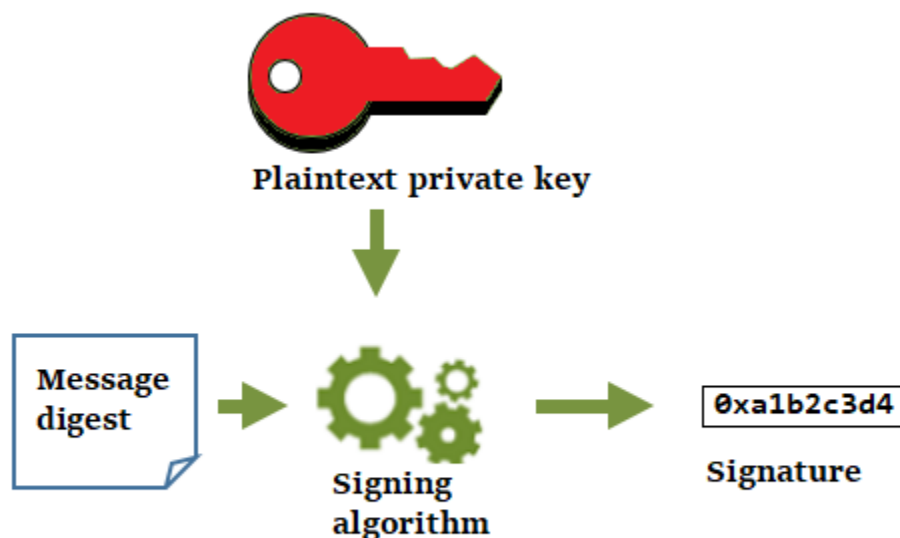 Plaintext private key
Message
digest
0xa1b2c3d4
Signature
Signing
algorithm